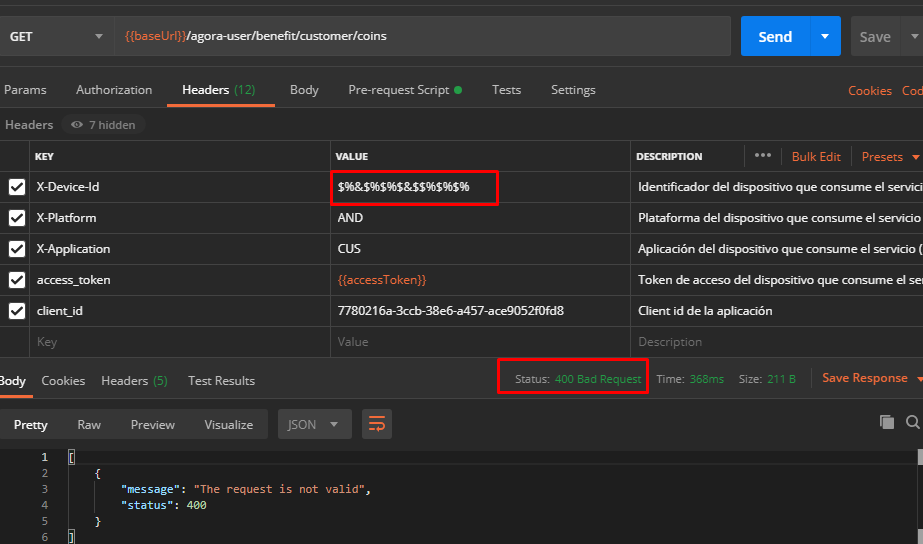 GET {{baseUrl}}/agora-user/benefit/customer/coins Send Save
Params Authorization Headers (12) Body Pre-request Script Tests Settings Cookies
Headers 7 hidden
KEY VALUE DESCRIPTION ••• Bulk Edit Presets
X-Device-Id $%&$%$%$&$$%$%$% Identificador del dispositivo que consume el servici
X-Platform AND Plataforma del dispositivo que consume el servicio
X-Application CUS Aplicación del dispositivo que consume el servicio (
access_token {{accessToken}} Token de acceso del dispositivo que consume el se
client_id 7780216a-3ccb-38e6-a457-ace9052f0fd8 Client id de la aplicación
Key Value Description
Body Cookies Headers (5) Test Results Status: 400 Bad Request Time: 368ms Size: 211 B Save Response
Pretty Raw Preview Visualize JSON
1 [
2 {
3 "message": "The request is not valid",
4 "status": 400
5 }
6 ]